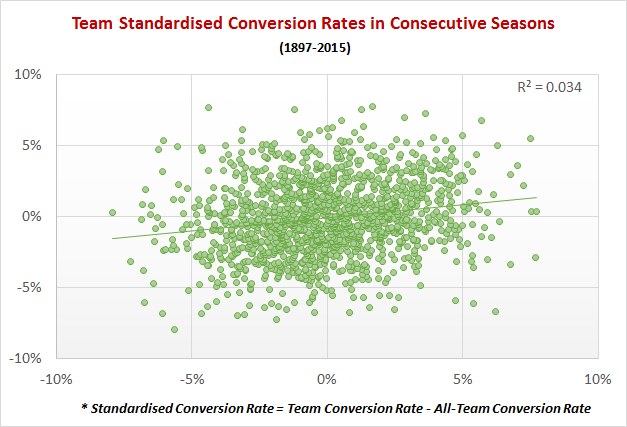 Team Standardised Conversion Rates in Consecutive Seasons
(1897-2015)
10%
R² = 0.034
5%
0%
-5%
-10%
-10% -5% 0% 5% 10%
* Standardised Conversion Rate = Team Conversion Rate - All-Team Conversion Rate